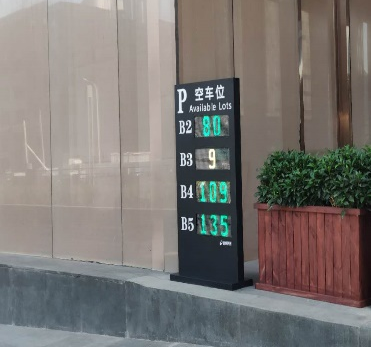 P 空车位
Available Lots
B2 80
B3 9
B4 109
B5 135